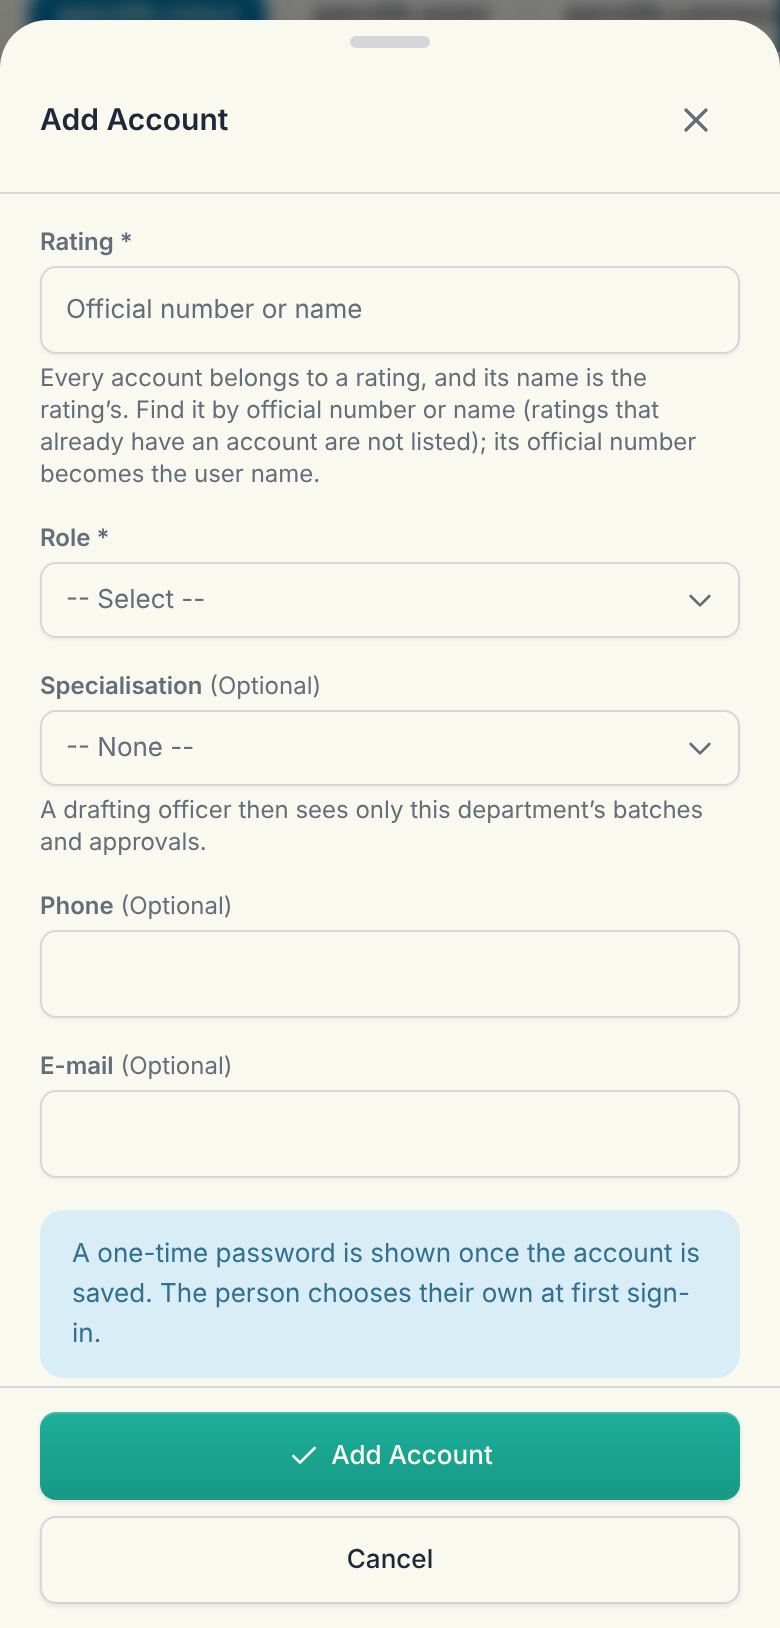 Add Account
Rating *
Official number or name
Every account belongs to a rating, and its name is the
rating’s. Find it by official number or name (ratings that
already have an account are not listed); its official number
becomes the user name.
Role *
-- Select --
Specialisation (Optional)
-- None --
A drafting officer then sees only this department’s batches
and approvals.
Phone (Optional)
E-mail (Optional)
A one-time password is shown once the account is
saved. The person chooses their own at first sign-
in.
Add Account
Cancel